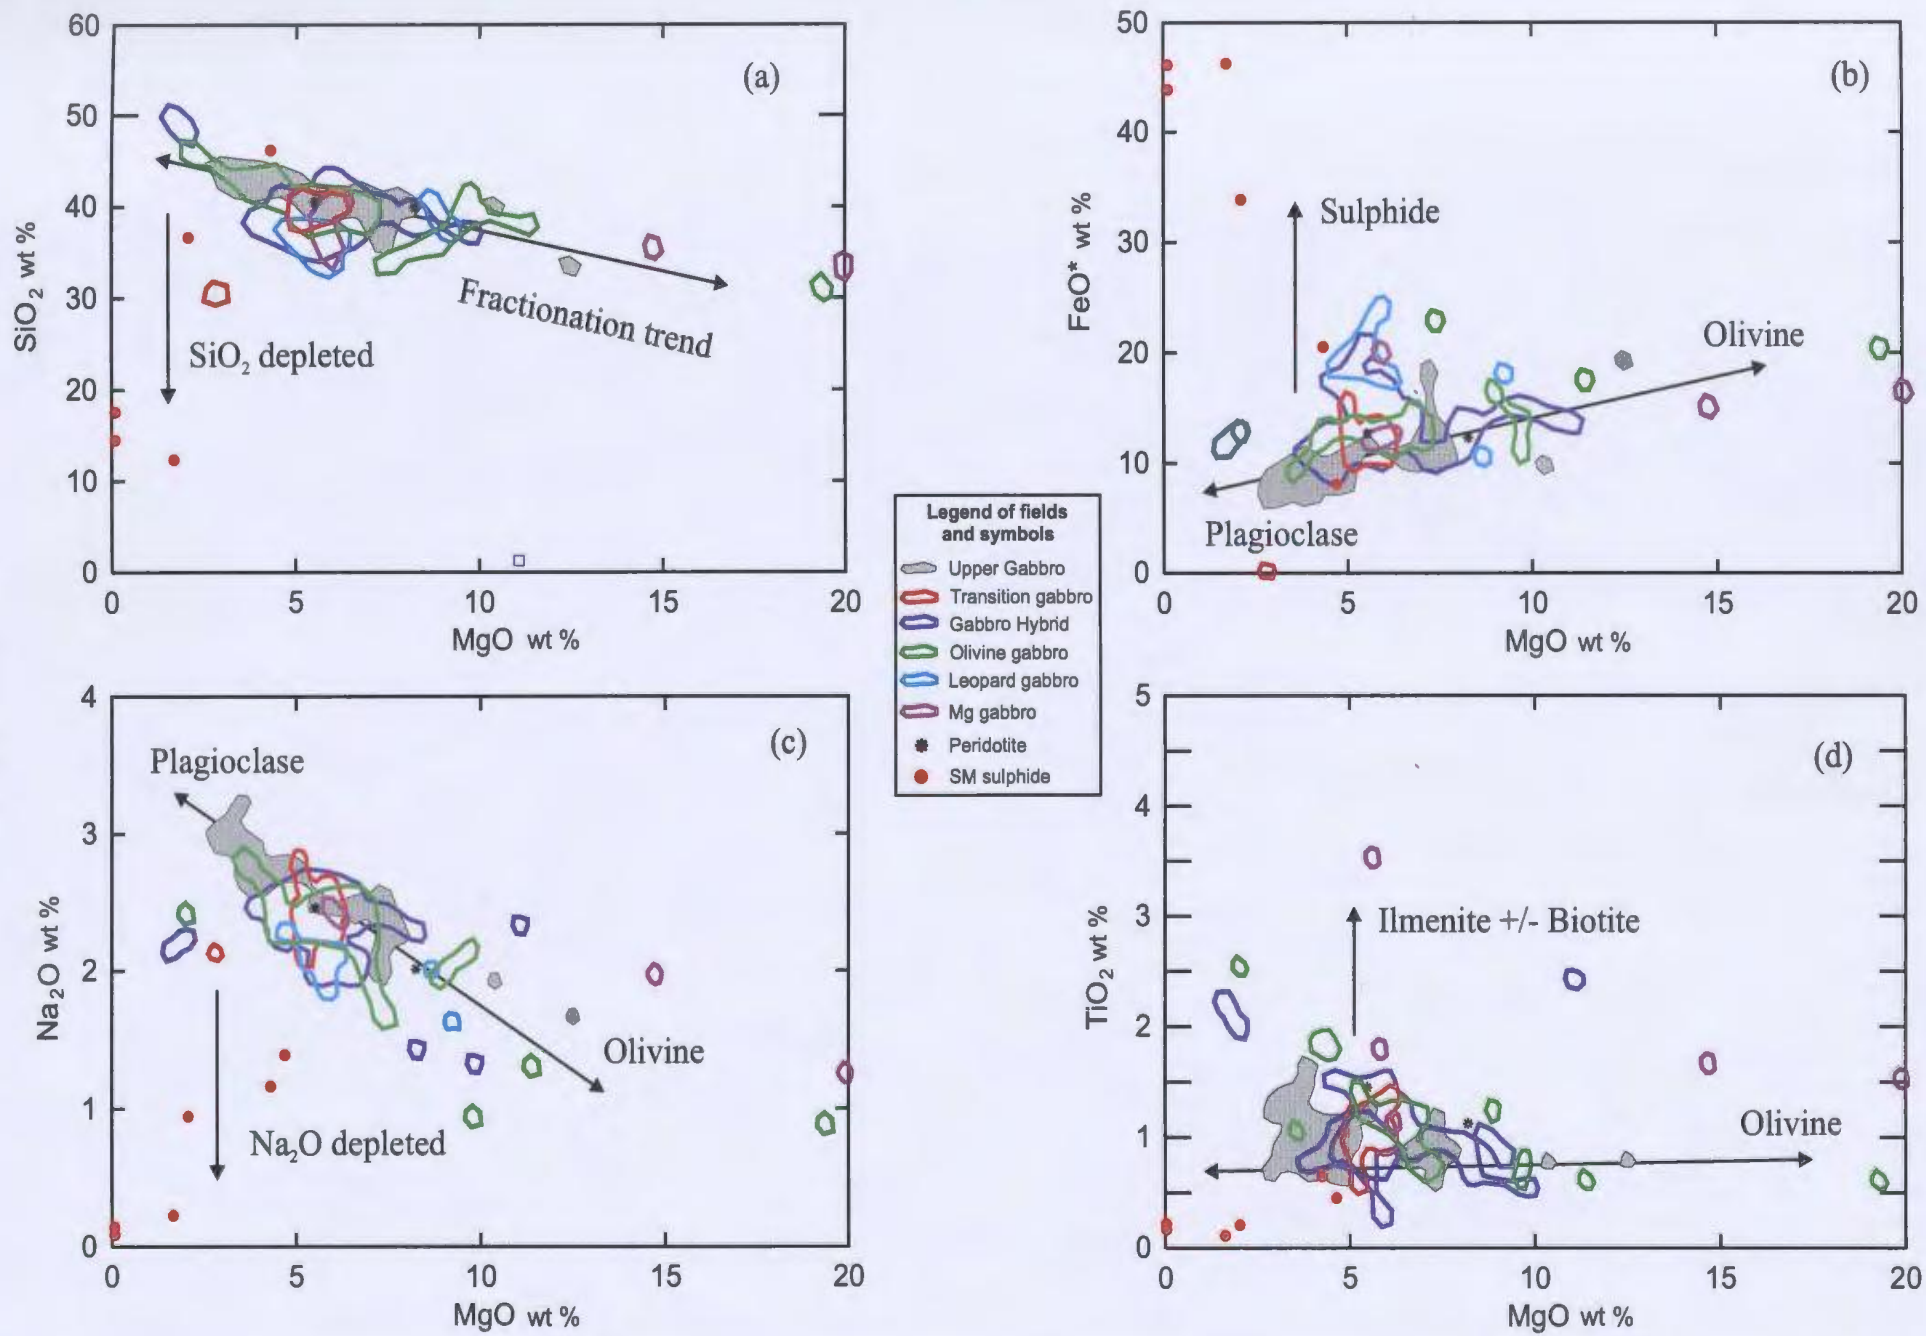 60
50
40
30
20
10
0
SiO₂ wt %
(a)
Fractionation trend
SiO₂ depleted
0 5 10 15 20
MgO wt %
50
40
30
20
10
0
FeO* wt %
(b)
Sulphide
Olivine
Plagioclase
0 5 10 15 20
MgO wt %
Legend of fields
and symbols
Upper Gabbro
Transition gabbro
Gabbro Hybrid
Olivine gabbro
Leopard gabbro
Mg gabbro
Peridotite
SM sulphide
4
3
2
1
0
Na₂O wt %
(c)
Plagioclase
Olivine
Na₂O depleted
0 5 10 15 20
MgO wt %
5
4
3
2
1
0
TiO₂ wt %
(d)
Ilmenite +/- Biotite
Olivine
0 5 10 15 20
MgO wt %